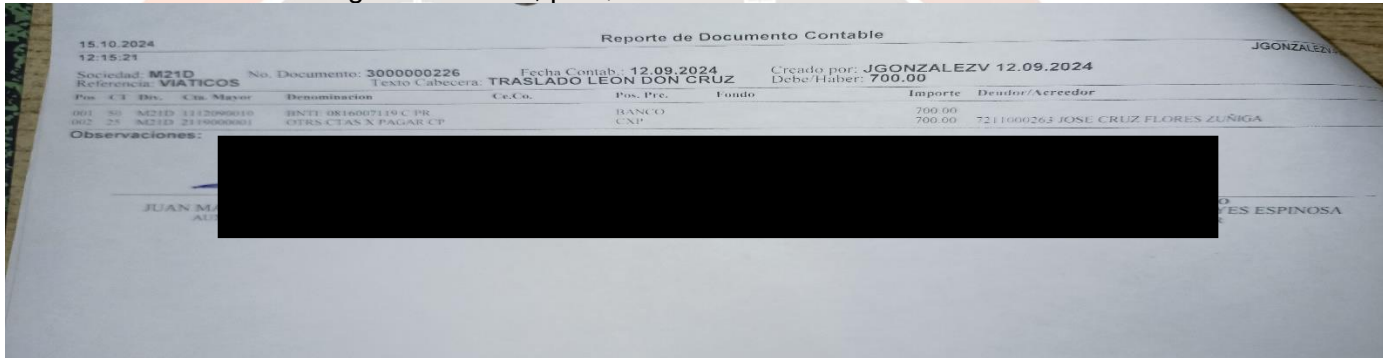 Reporte de Documento Contable
15.10.2024
12:15:21
JGONZALEZV
Sociedad: M21D No. Documento: 3000000226 Fecha Contab.: 12.09.2024 Creado por: JGONZALEZV 12.09.2024
Referencia: VIATICOS Texto Cabecera: TRASLADO LEON DON CRUZ Debe/Haber: 700.00
Pos CT Div. Cta. Mayor Denominacion Ce.Co. Pos. Pre. Fondo Importe Deudor/Acreedor
001 50 M21D 1112090010 BNTE 0816007119 C PR BANCO 700.00
002 25 M21D 2119000001 OTRS CTAS X PAGAR CP CXP 700.00 7211000263 JOSE CRUZ FLORES ZUÑIGA
Observaciones:
JUAN
ESPINOSA